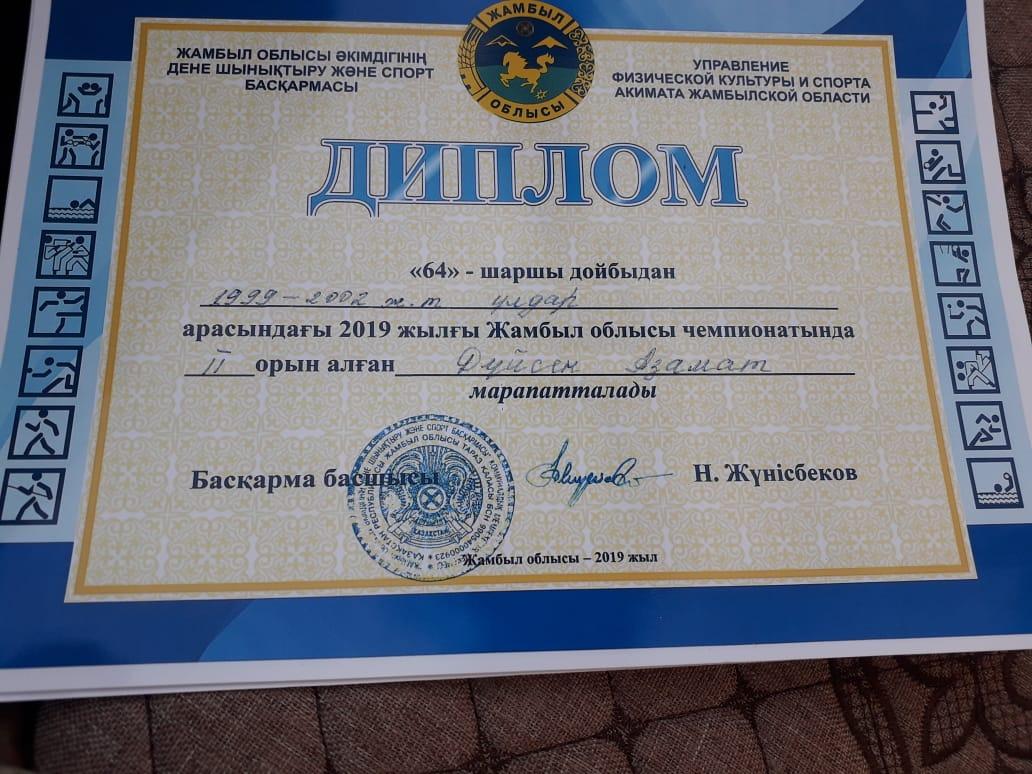 ЖАМБЫЛ ОБЛЫСЫ ӘКІМДІГІНІҢ
ДЕНЕ ШЫНЫҚТЫРУ ЖӘНЕ СПОРТ
БАСҚАРМАСЫ
ЖАМБЫЛ
ОБЛЫСЫ
УПРАВЛЕНИЕ
ФИЗИЧЕСКОЙ КУЛЬТУРЫ И СПОРТА
АКИМАТА ЖАМБЫЛСКОЙ ОБЛАСТИ
ДИПЛОМ
«64» - шаршы дойбыдан
1999 – 2002 ж.т ұлдар
арасындағы 2019 жылғы Жамбыл облысы чемпионатында
II орын алған Дүйсен Азамат
марапатталады
Басқарма басшысы Н. Жүнісбеков
ҚАЗАҚСТАН
Жамбыл облысы – 2019 жыл